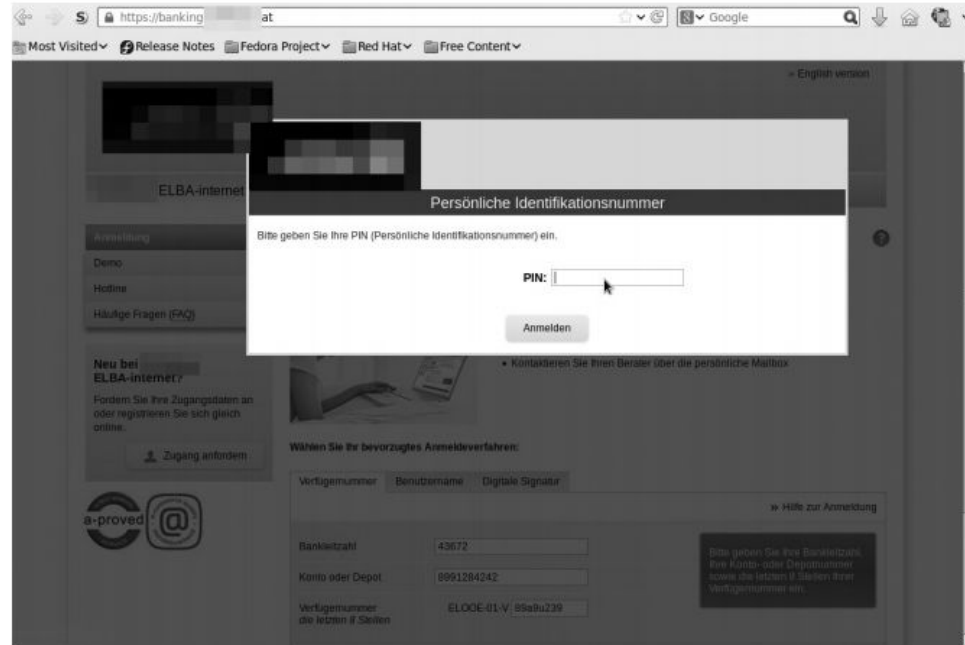 https://banking at
Google
Most Visited
Release Notes
Fedora Project
Red Hat
Free Content
» English version
ELBA-internet
Persönliche Identifikationsnummer
Bitte geben Sie Ihre PIN (Persönliche Identifikationsnummer) ein.
PIN:
Anmelden
Anmeldung
Demo
Hotline
Häufige Fragen (FAQ)
Neu bei
ELBA-internet?
Fordern Sie Ihre Zugangsdaten an
oder registrieren Sie sich gleich
online.
Zugang anfordern
a-proved
• Kontaktieren Sie Ihren Berater über die persönliche Mailbox
Wählen Sie Ihr bevorzugtes Anmeldeverfahren:
Verfügernummer
Benutzername
Digitale Signatur
» Hilfe zur Anmeldung
Bankleitzahl 43672
Konto oder Depot 8991284242
Verfügernummer ELOOE-01-V 89a9u239
die letzten 8 Stellen
Bitte geben Sie Ihre Bankleitzahl,
Ihre Konto- oder Depotnummer
sowie die letzten 8 Stellen Ihrer
Verfügernummer ein.